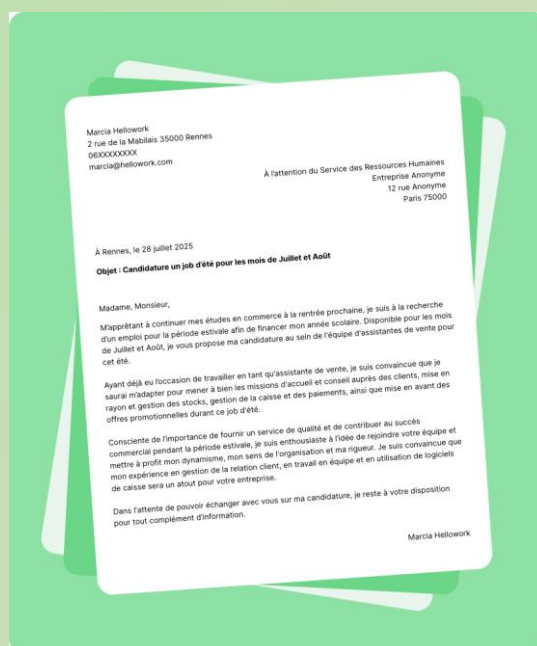 Marcia Hellowork
2 rue de la Mabilais 35000 Rennes
06XXXXXXXX
marcia@hellowork.com
À l'attention du Service des Ressources Humaines
Entreprise Anonyme
12 rue Anonyme
Paris 75000
À Rennes, le 28 juillet 2025
Objet : Candidature un job d'été pour les mois de Juillet et Août
Madame, Monsieur,
M'apprêtant à continuer mes études en commerce à la rentrée prochaine, je suis à la recherche
d'un emploi pour la période estivale afin de financer mon année scolaire. Disponible pour les mois
de Juillet et Août, je vous propose ma candidature au sein de l'équipe d'assistantes de vente pour
cet été.
Ayant déjà eu l'occasion de travailler en tant qu'assistante de vente, je suis convaincue que je
saurai m'adapter pour mener à bien les missions d'accueil et conseil auprès des clients, mise en
rayon et gestion des stocks, gestion de la caisse et des paiements, ainsi que mise en avant des
offres promotionnelles durant ce job d'été.
Consciente de l'importance de fournir un service de qualité et de contribuer au succès
commercial pendant la période estivale, je suis enthousiaste à l'idée de rejoindre votre équipe et
mettre à profit mon dynamisme, mon sens de l'organisation et ma rigueur. Je suis convaincue que
mon expérience en gestion de la relation client, en travail en équipe et en utilisation de logiciels
de caisse sera un atout pour votre entreprise.
Dans l'attente de pouvoir échanger avec vous sur ma candidature, je reste à votre disposition
pour tout complément d'information.
Marcia Hellowork